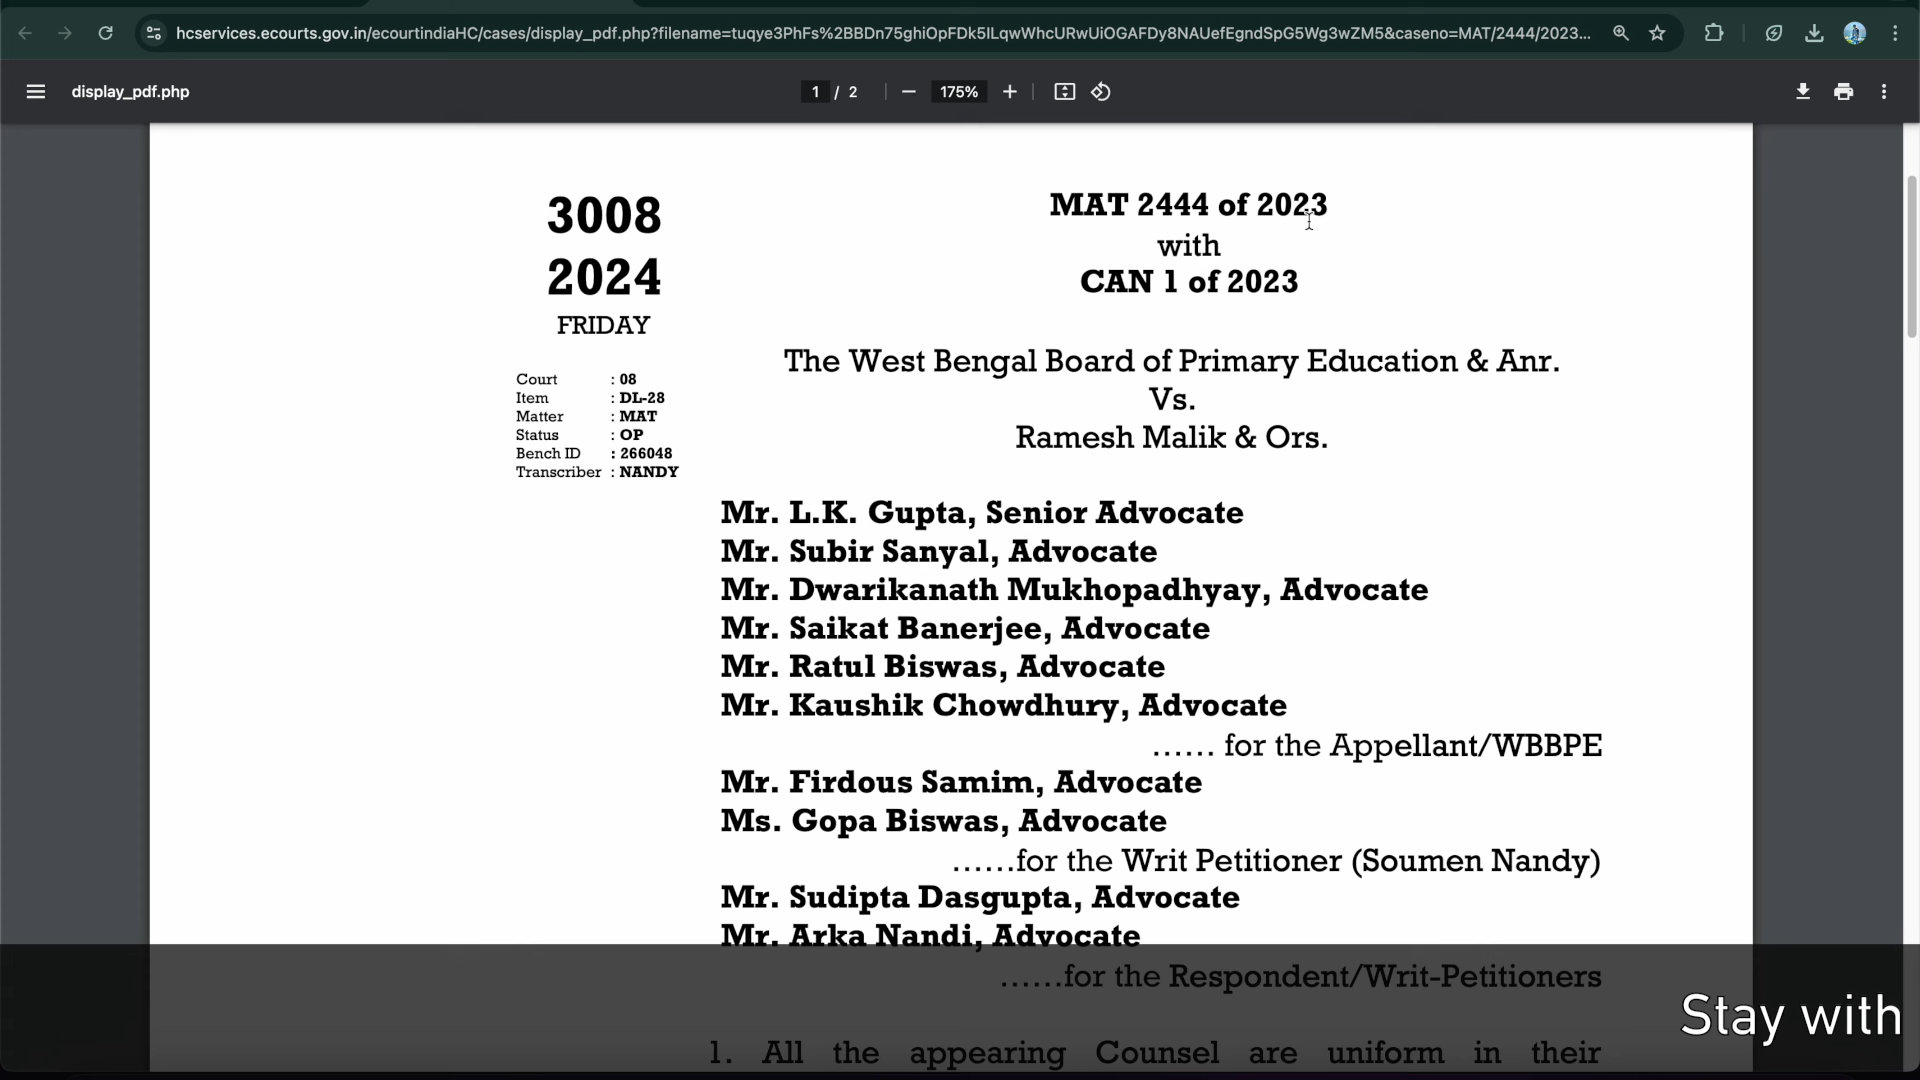 hcservices.ecourts.gov.in/ecourtindiaHC/cases/display_pdf.php?filename=tuqye3PhFs%2BBDn75ghiOpFDk5ILqwWhcURwUiOGAFDy8NAUefEgndSpG5Wg3wZM5&caseno=MAT/2444/2023...
display_pdf.php
1 / 2
175%
3008
2024
FRIDAY
Court : 08
Item : DL-28
Matter : MAT
Status : OP
Bench ID : 266048
Transcriber : NANDY
MAT 2444 of 2023
with
CAN 1 of 2023
The West Bengal Board of Primary Education & Anr.
Vs.
Ramesh Malik & Ors.
Mr. L.K. Gupta, Senior Advocate
Mr. Subir Sanyal, Advocate
Mr. Dwarikanath Mukhopadhyay, Advocate
Mr. Saikat Banerjee, Advocate
Mr. Ratul Biswas, Advocate
Mr. Kaushik Chowdhury, Advocate
...... for the Appellant/WBBPE
Mr. Firdous Samim, Advocate
Ms. Gopa Biswas, Advocate
......for the Writ Petitioner (Soumen Nandy)
Mr. Sudipta Dasgupta, Advocate
Mr. Arka Nandi, Advocate
......for the Respondent/Writ-Petitioners
Stay with
1. All the appearing Counsel are uniform in their